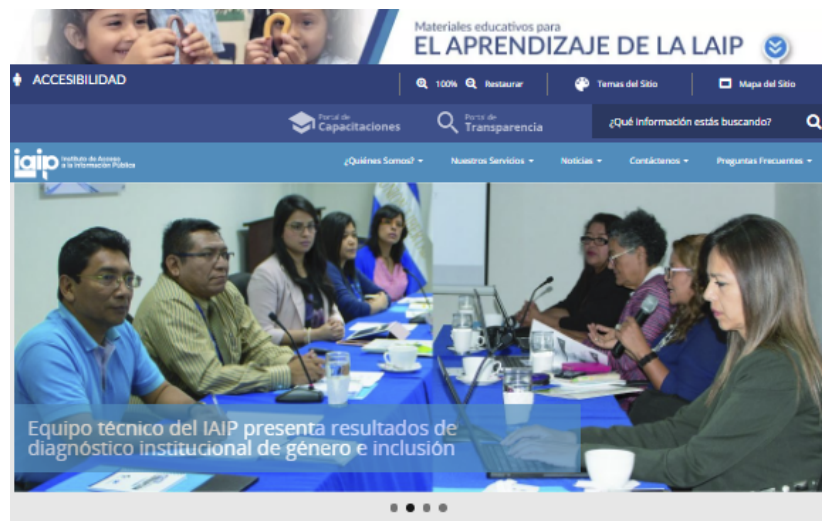 Materiales educativos para
EL APRENDIZAJE DE LA LAIP
ACCESIBILIDAD
100%
Restaurar
Temas del Sitio
Mapa del Sitio
Portal de
Capacitaciones
Portal de
Transparencia
¿Qué información estás buscando?
iaip
Instituto de Acceso
a la Información Pública
¿Quiénes Somos?
Nuestros Servicios
Noticias
Contáctenos
Preguntas Frecuentes
Equipo técnico del IAIP presenta resultados de
diagnóstico institucional de género e inclusión